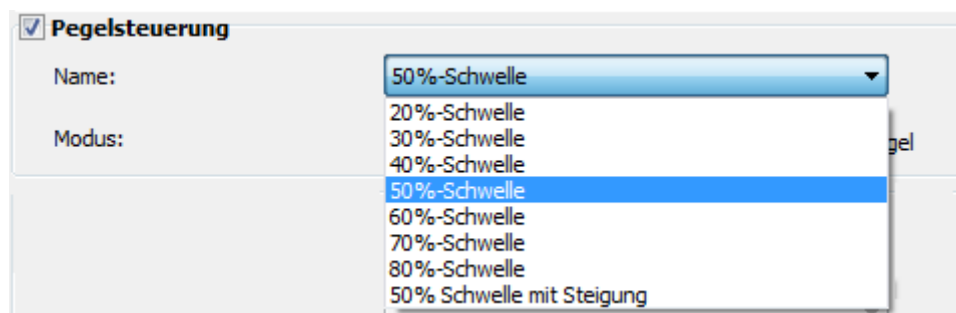 Pegelsteuerung
Name:
50%-Schwelle
20%-Schwelle
30%-Schwelle
Modus:
gel
40%-Schwelle
50%-Schwelle
60%-Schwelle
70%-Schwelle
80%-Schwelle
50% Schwelle mit Steigung